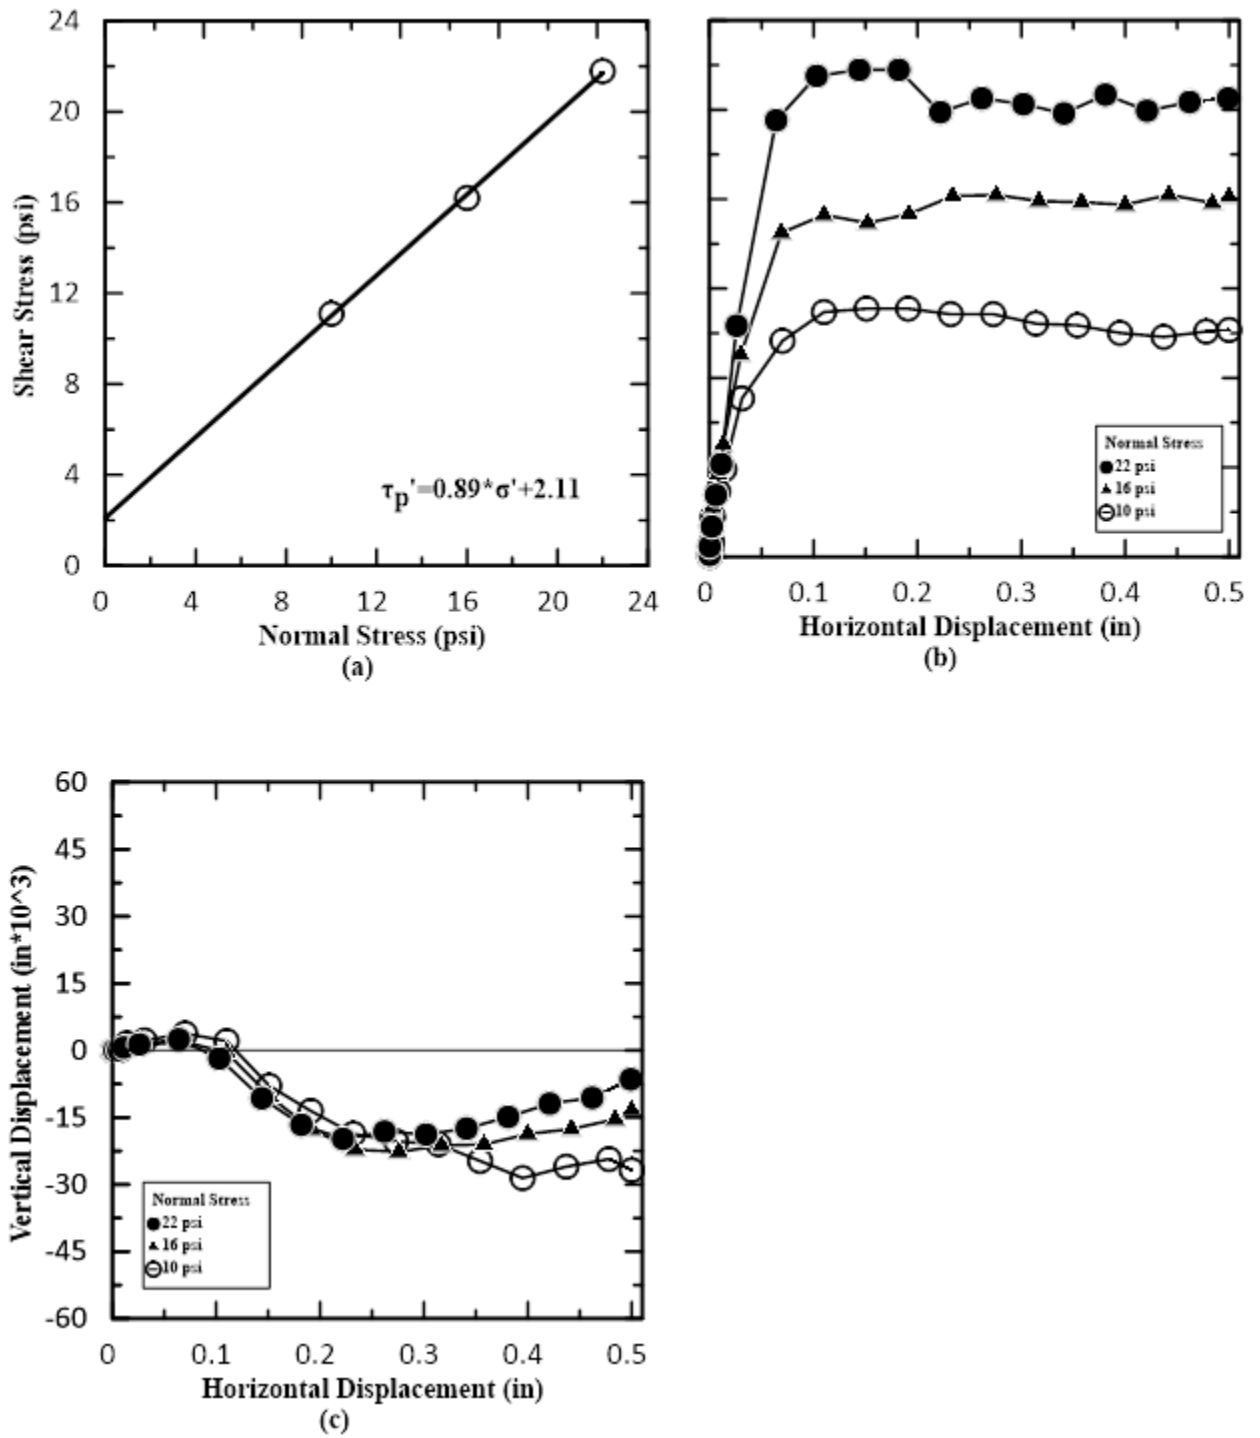 24
20
16
12
8
4
0
Shear Stress (psi)
τp'=0.89*σ'+2.11
0 4 8 12 16 20 24
Normal Stress (psi)
(a)
Normal Stress
22 psi
16 psi
10 psi
0 0.1 0.2 0.3 0.4 0.5
Horizontal Displacement (in)
(b)
60
45
30
15
0
-15
-30
-45
-60
Vertical Displacement (in*10^3)
Normal Stress
22 psi
16 psi
10 psi
0 0.1 0.2 0.3 0.4 0.5
Horizontal Displacement (in)
(c)